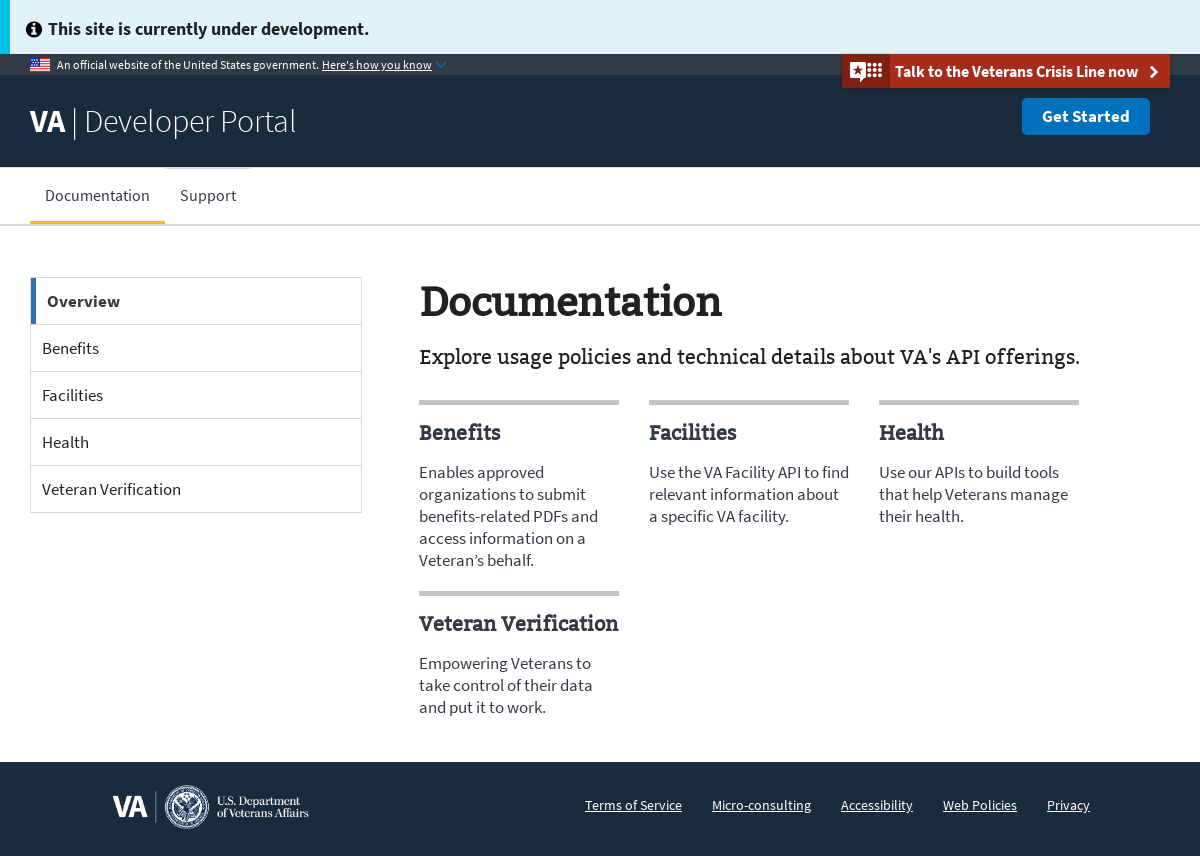 This site is currently under development.
An official website of the United States government. Here's how you know
Talk to the Veterans Crisis Line now
VA | Developer Portal
Get Started
Documentation
Support
Overview
Benefits
Facilities
Health
Veteran Verification
Documentation
Explore usage policies and technical details about VA's API offerings.
Benefits
Enables approved
organizations to submit
benefits-related PDFs and
access information on a
Veteran’s behalf.
Facilities
Use the VA Facility API to find
relevant information about
a specific VA facility.
Health
Use our APIs to build tools
that help Veterans manage
their health.
Veteran Verification
Empowering Veterans to
take control of their data
and put it to work.
VA
U.S. Department
of Veterans Affairs
Terms of Service
Micro-consulting
Accessibility
Web Policies
Privacy